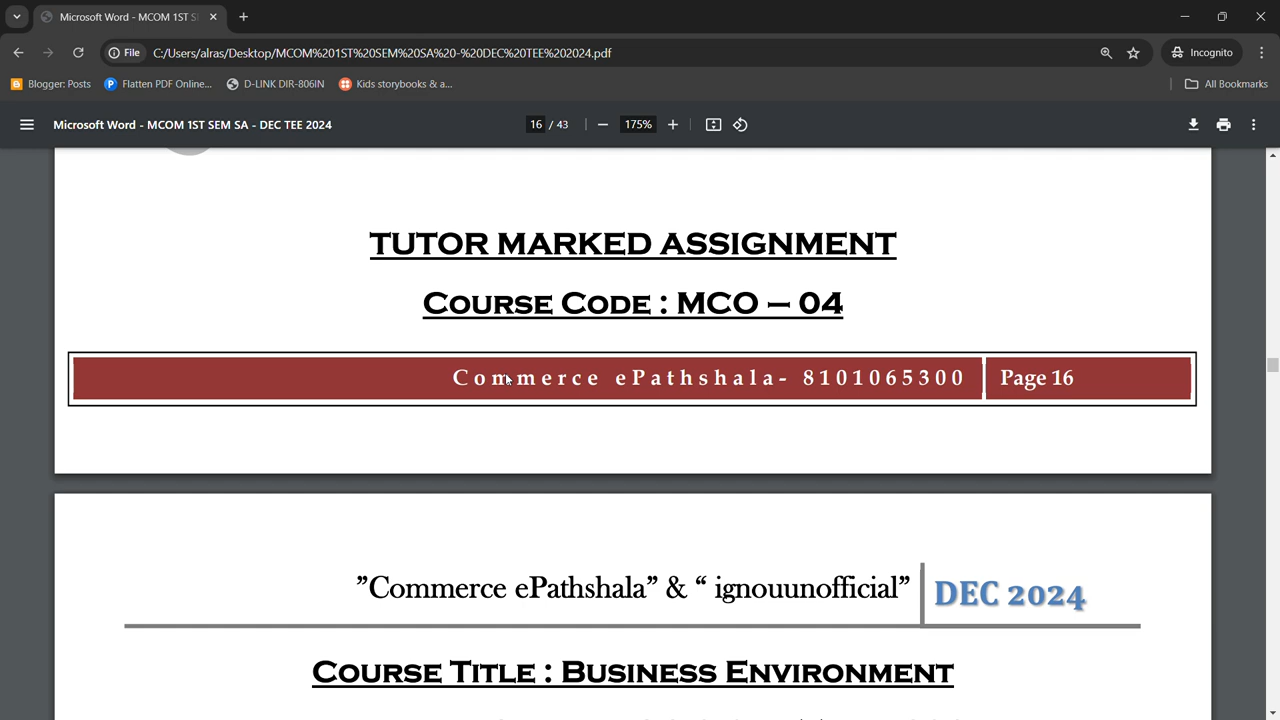 Microsoft Word - MCOM 1ST S
File C:/Users/alras/Desktop/MCOM%201ST%20SEM%20SA%20-%20DEC%20TEE%202024.pdf Incognito
Blogger: Posts Flatten PDF Online... D-LINK DIR-806IN Kids storybooks & a... All Bookmarks
Microsoft Word - MCOM 1ST SEM SA - DEC TEE 2024 16 / 43 175%
TUTOR MARKED ASSIGNMENT
COURSE CODE : MCO – 04
Commerce ePathshala- 8101065300 Page 16
”Commerce ePathshala” & “ ignouunofficial” DEC 2024
COURSE TITLE : BUSINESS ENVIRONMENT